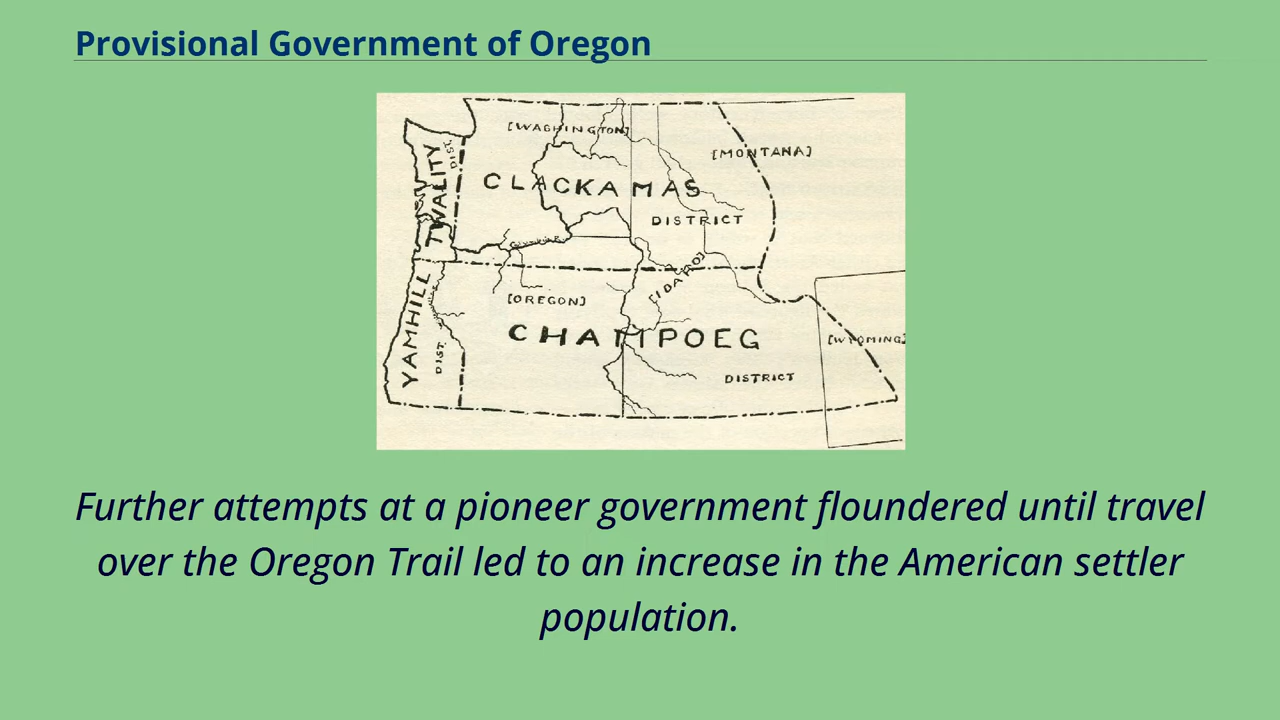 Provisional Government of Oregon
[WASHINGTON]
[MONTANA]
TWALITY
DIST.
CLACKAMAS
DISTRICT
Columbia R.
[IDAHO]
[OREGON]
YAMHILL
DIST.
CHAMPOEG
DISTRICT
[WYOMING]
Further attempts at a pioneer government floundered until travel
over the Oregon Trail led to an increase in the American settler
population.